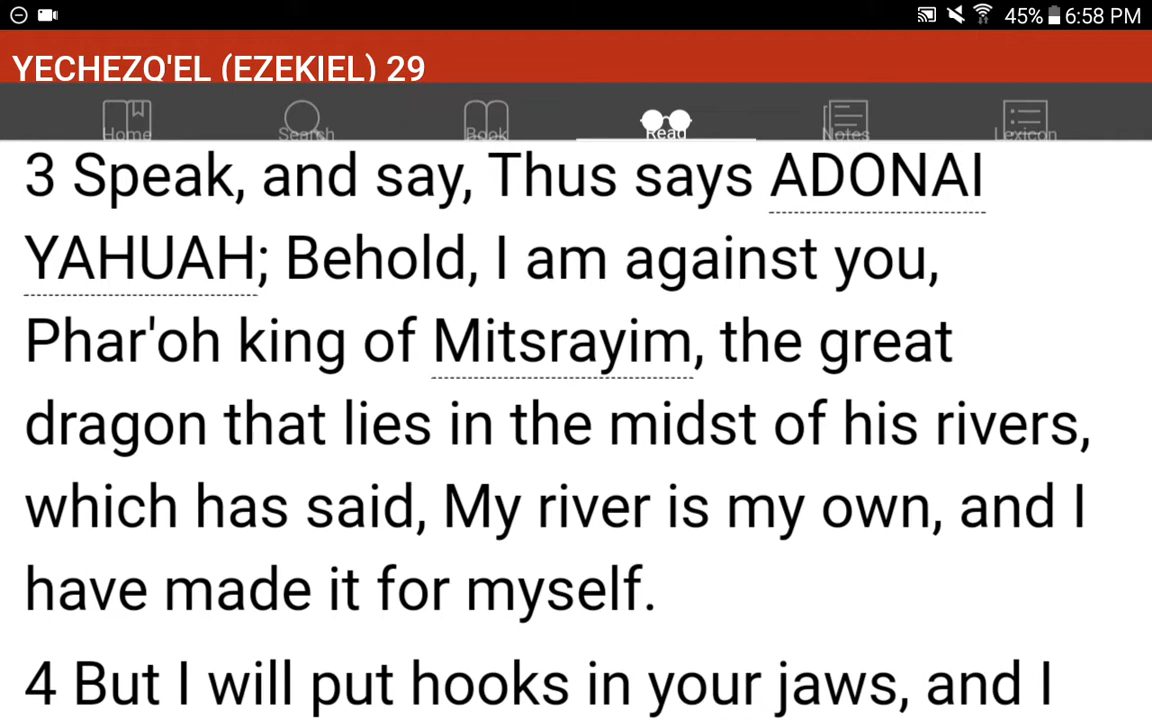 45% 6:58 PM
YECHEZQ'EL (EZEKIEL) 29
Home Search Book Read Notes Lexicon
3 Speak, and say, Thus says ADONAI
YAHUAH; Behold, I am against you,
Phar'oh king of Mitsrayim, the great
dragon that lies in the midst of his rivers,
which has said, My river is my own, and I
have made it for myself.
4 But I will put hooks in your jaws, and I